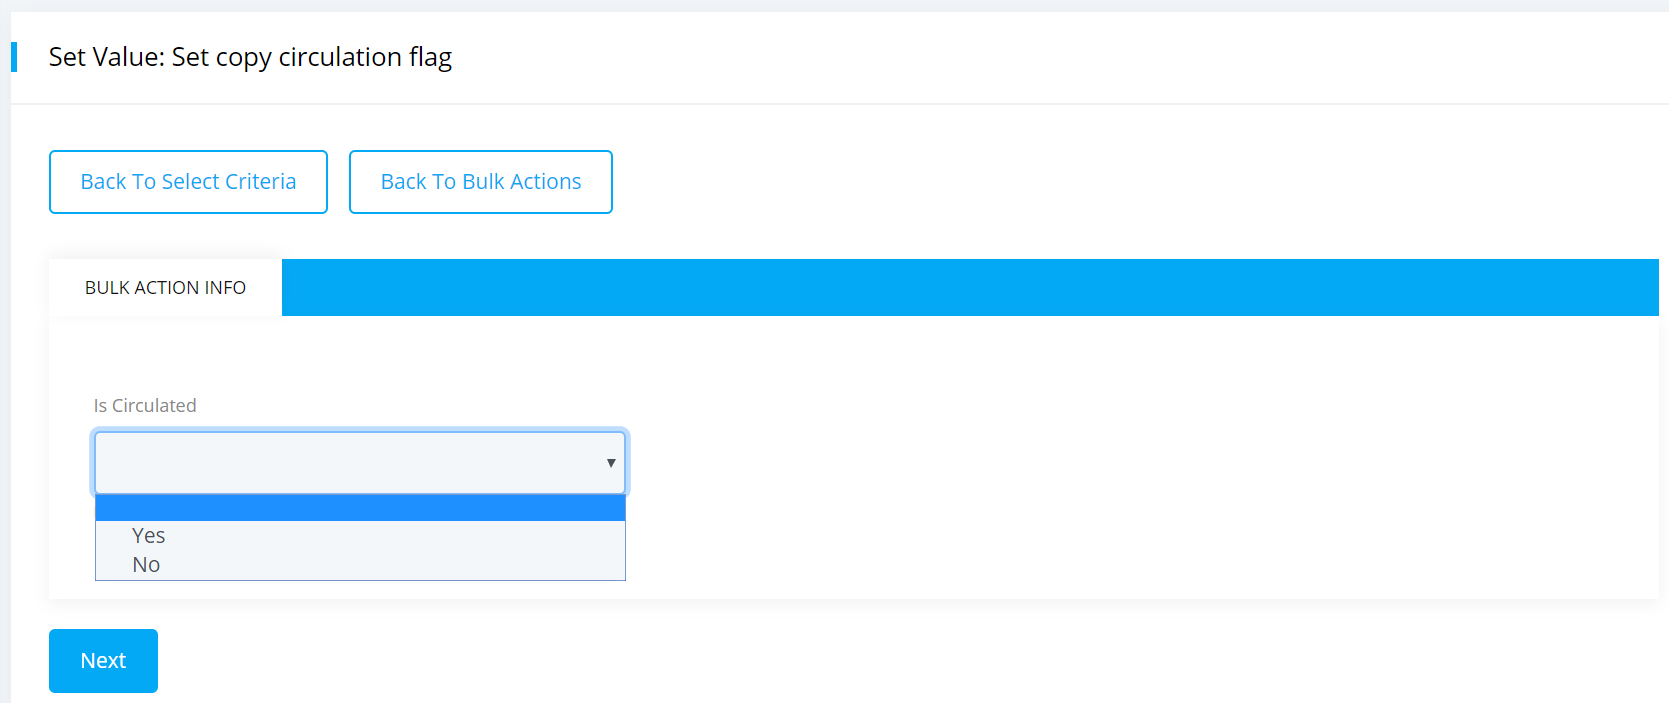 Set Value: Set copy circulation flag
Back To Select Criteria
Back To Bulk Actions
BULK ACTION INFO
Is Circulated
Yes
No
Next